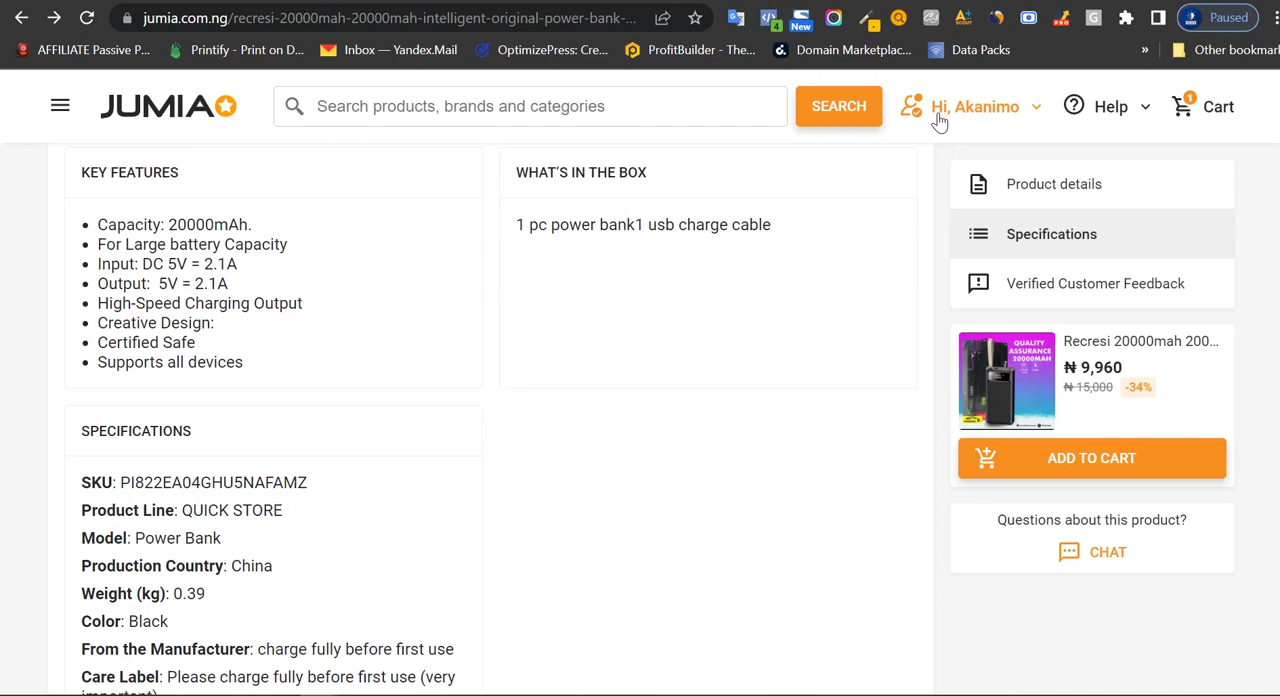 jumia.com.ng/recresi-20000mah-20000mah-intelligent-original-power-bank-...
4
New
PRO
G
Paused
AFFILIATE Passive P...
Printify - Print on D...
Inbox — Yandex.Mail
OptimizePress: Cre...
ProfitBuilder - The...
Domain Marketplac...
Data Packs
»
Other bookmar
JUMIA
Search products, brands and categories
SEARCH
Hi, Akanimo
Help
1
Cart
KEY FEATURES
• Capacity: 20000mAh.
• For Large battery Capacity
• Input: DC 5V = 2.1A
• Output:  5V = 2.1A
• High-Speed Charging Output
• Creative Design:
• Certified Safe
• Supports all devices
WHAT'S IN THE BOX
1 pc power bank1 usb charge cable
SPECIFICATIONS
SKU: PI822EA04GHU5NAFAMZ
Product Line: QUICK STORE
Model: Power Bank
Production Country: China
Weight (kg): 0.39
Color: Black
From the Manufacturer: charge fully before first use
Care Label: Please charge fully before first use (very
important)
Product details
Specifications
Verified Customer Feedback
QUALITY
ASSURANCE
20000MAH
Recresi 20000mah 200...
₦ 9,960
₦ 15,000
-34%
ADD TO CART
Questions about this product?
CHAT